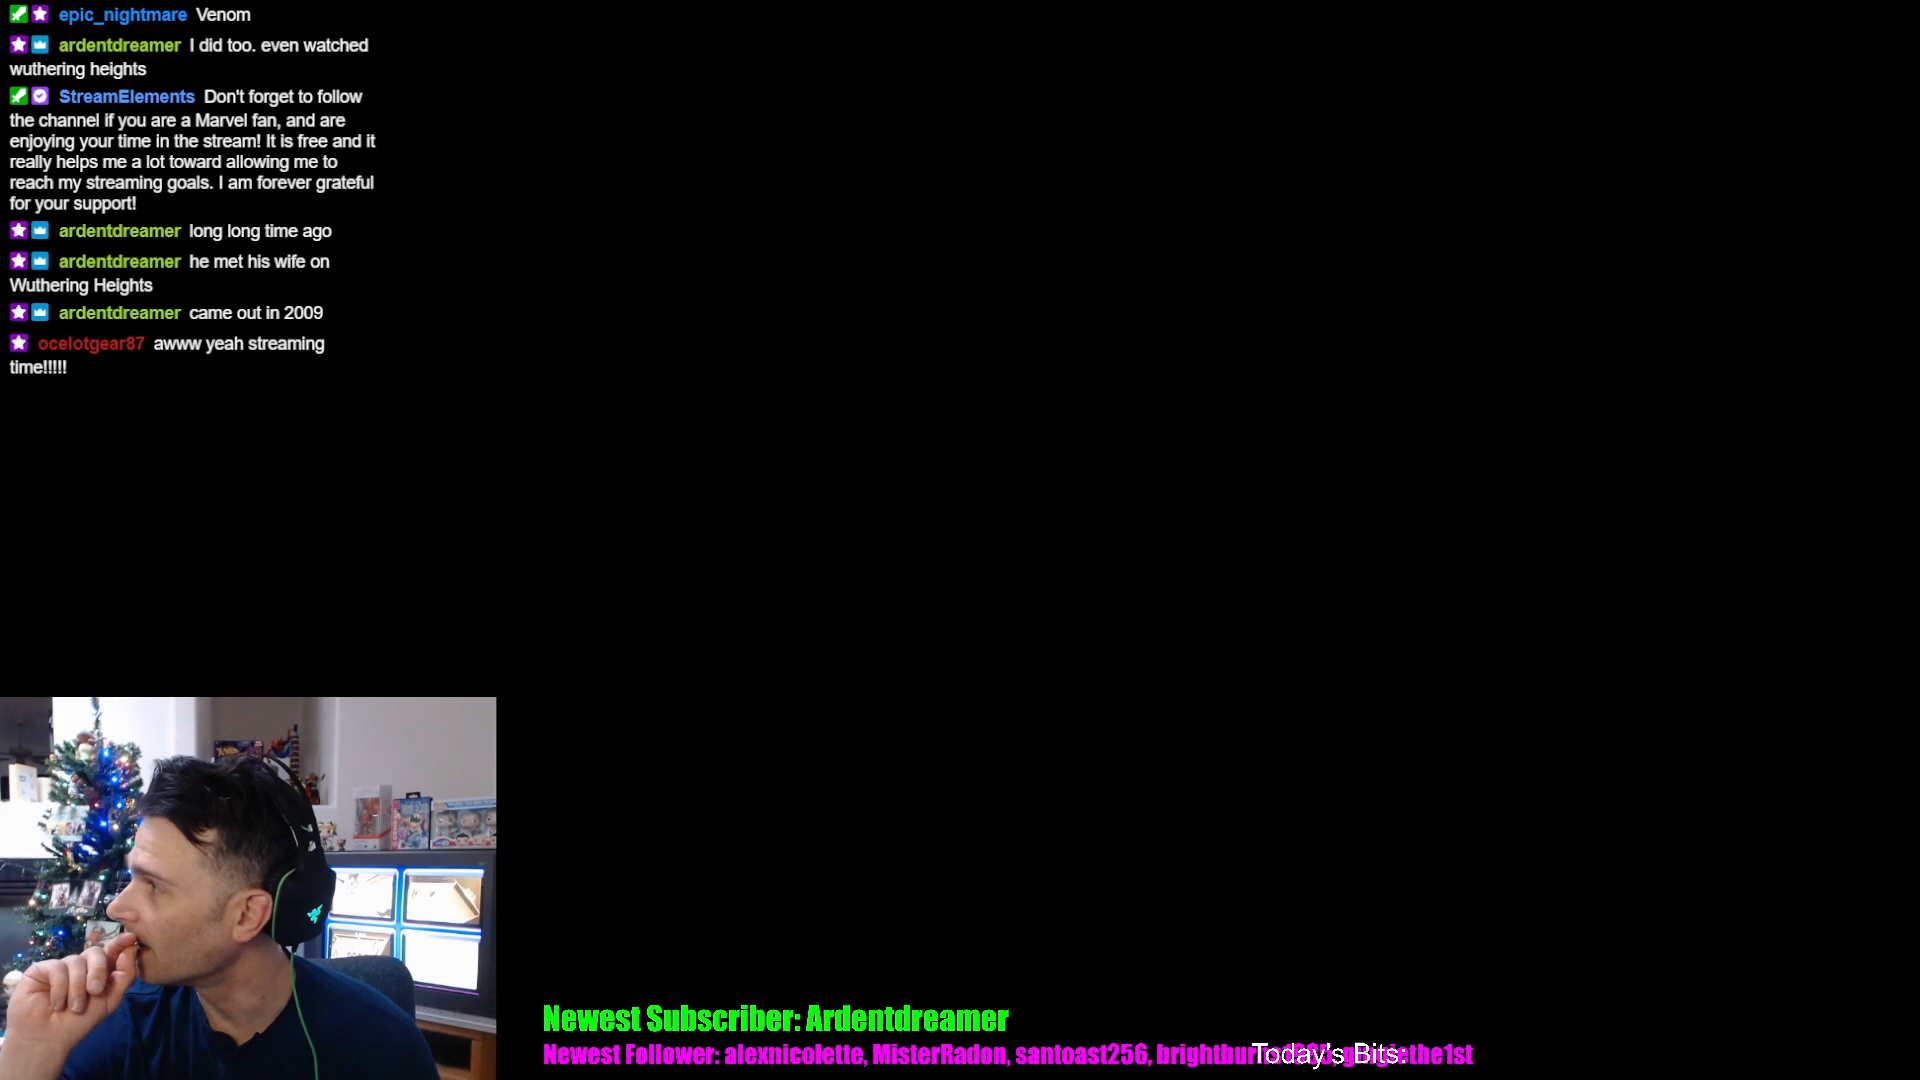 epic_nightmare Venom
ardentdreamer I did too. even watched
wuthering heights
StreamElements Don't forget to follow
the channel if you are a Marvel fan, and are
enjoying your time in the stream! It is free and it
really helps me a lot toward allowing me to
reach my streaming goals. I am forever grateful
for your support!
ardentdreamer long long time ago
ardentdreamer he met his wife on
Wuthering Heights
ardentdreamer came out in 2009
ocelotgear87 awww yeah streaming
time!!!!!
X-MEN
Newest Subscriber: Ardentdreamer
Newest Follower: alexnicolette, MisterRadon, santoast256,
Today's Bits: